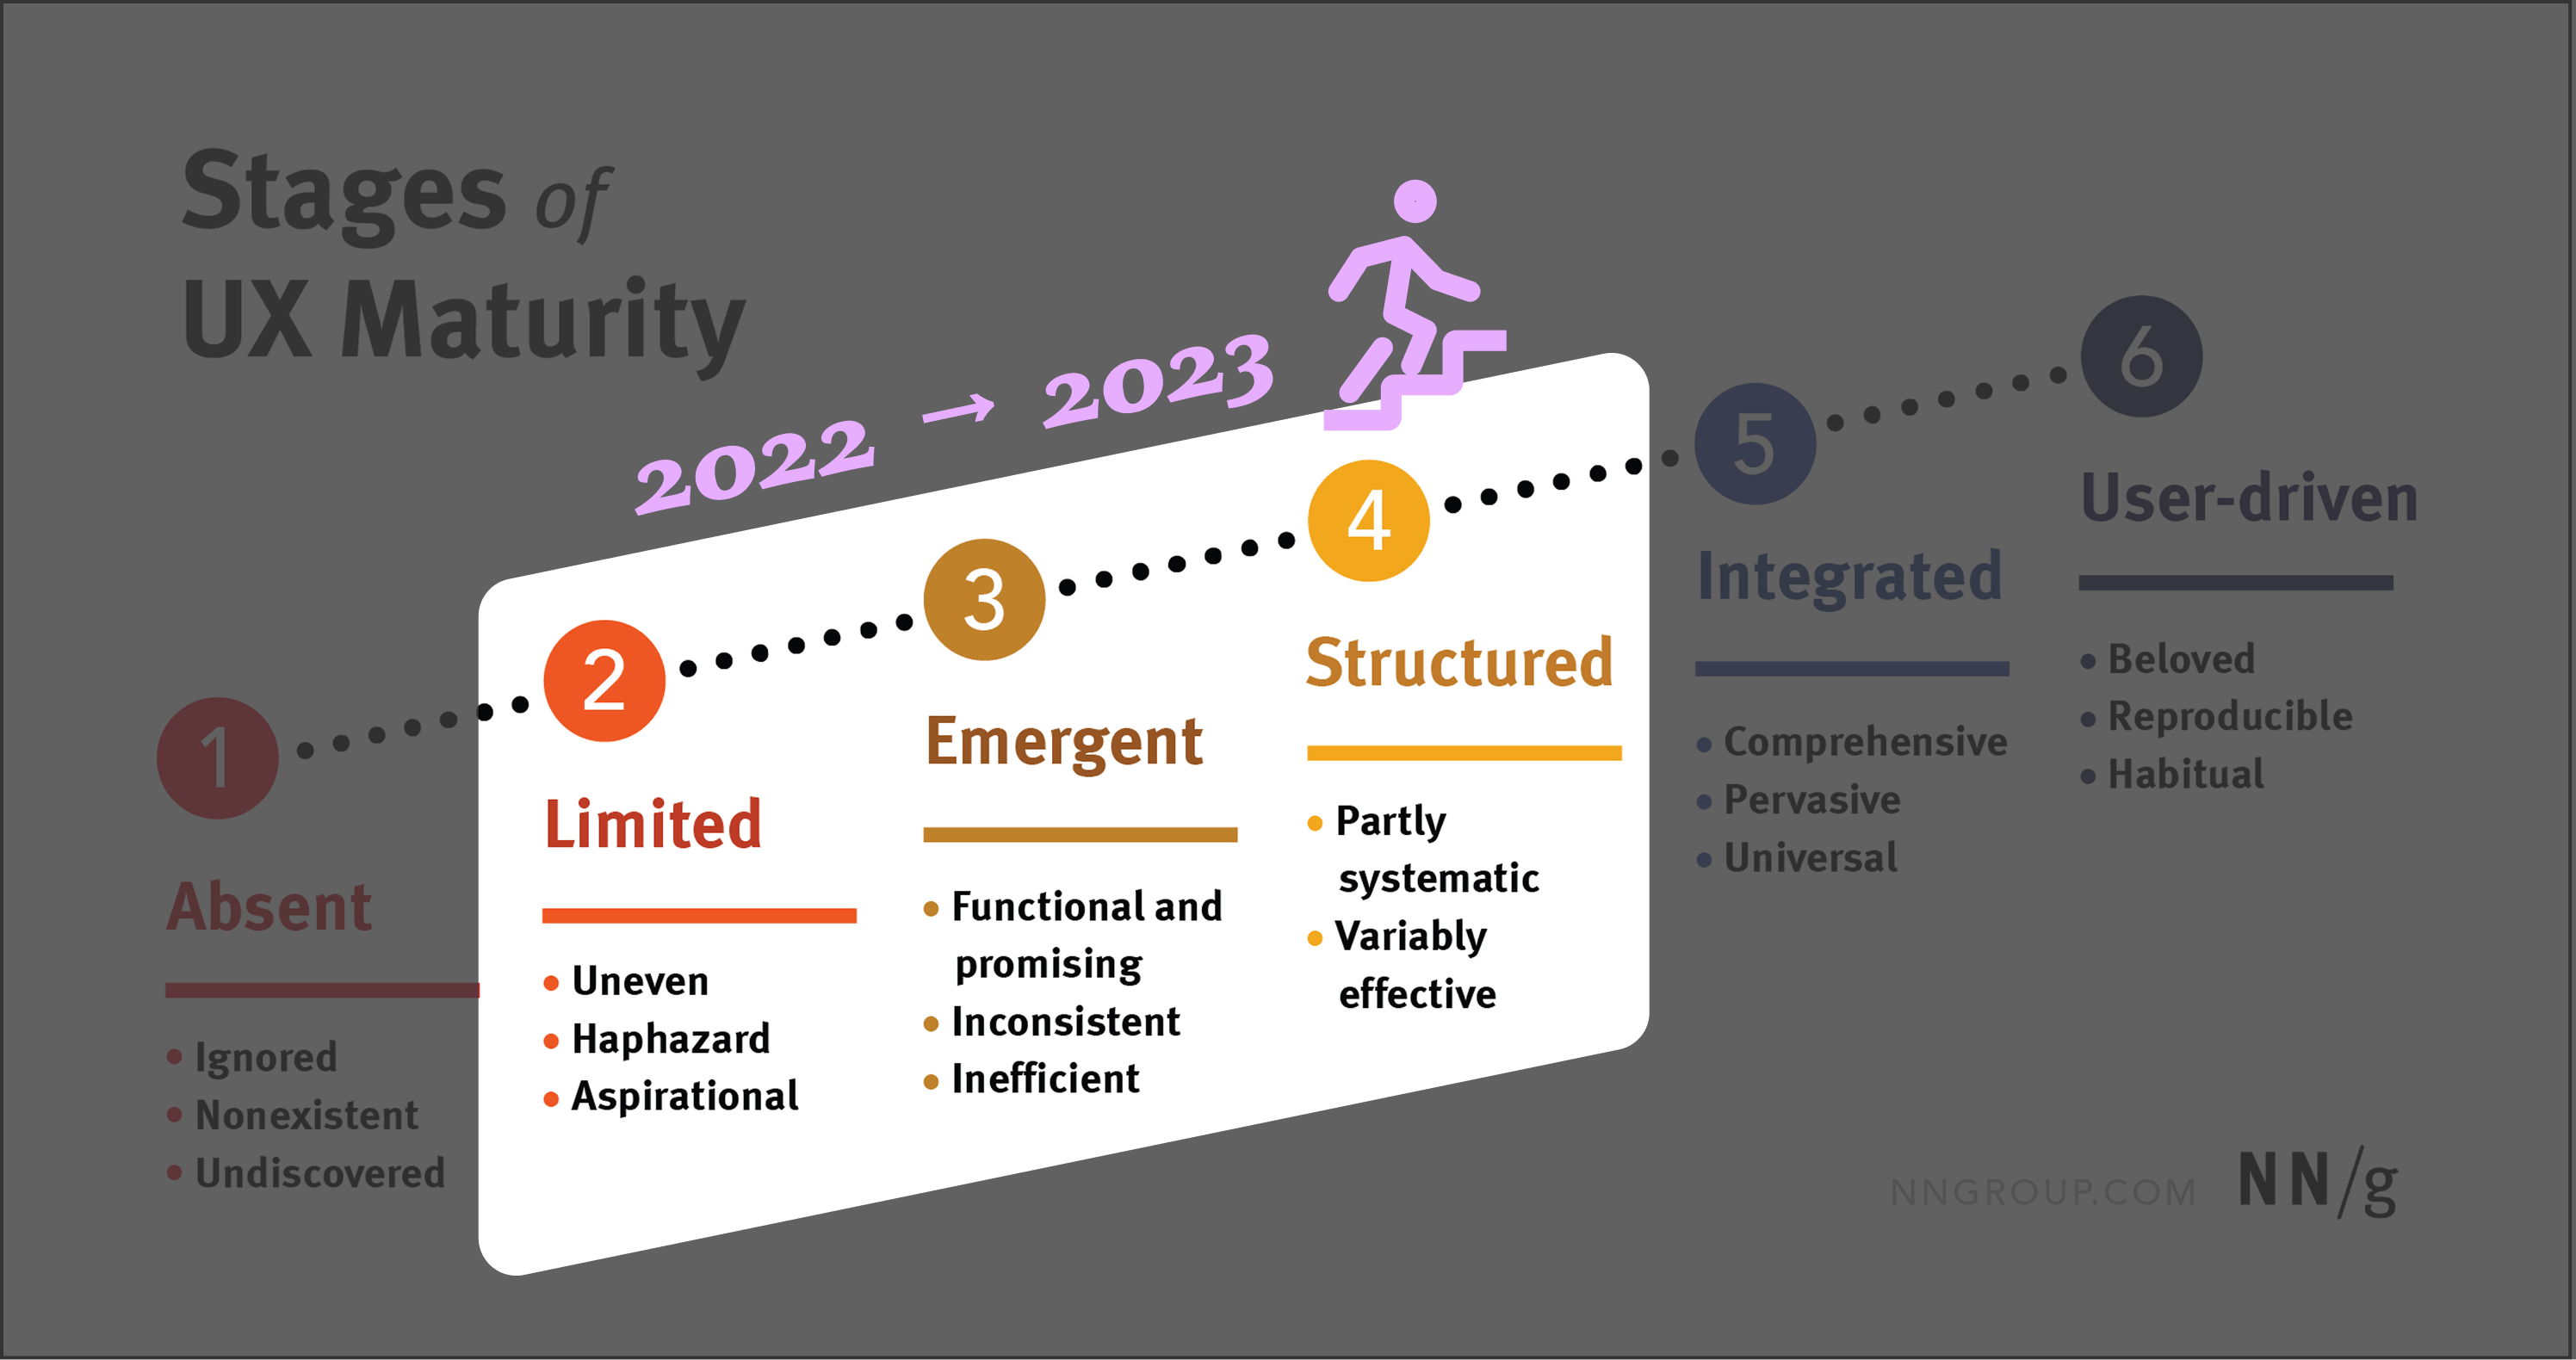 Stages of
UX Maturity
2022 → 2023
1
Absent
• Ignored
• Nonexistent
• Undiscovered
2
Limited
• Uneven
• Haphazard
• Aspirational
3
Emergent
• Functional and
promising
• Inconsistent
• Inefficient
4
Structured
• Partly
systematic
• Variably
effective
5
Integrated
• Comprehensive
• Pervasive
• Universal
6
User-driven
• Beloved
• Reproducible
• Habitual
NNGROUP.COM NN/g